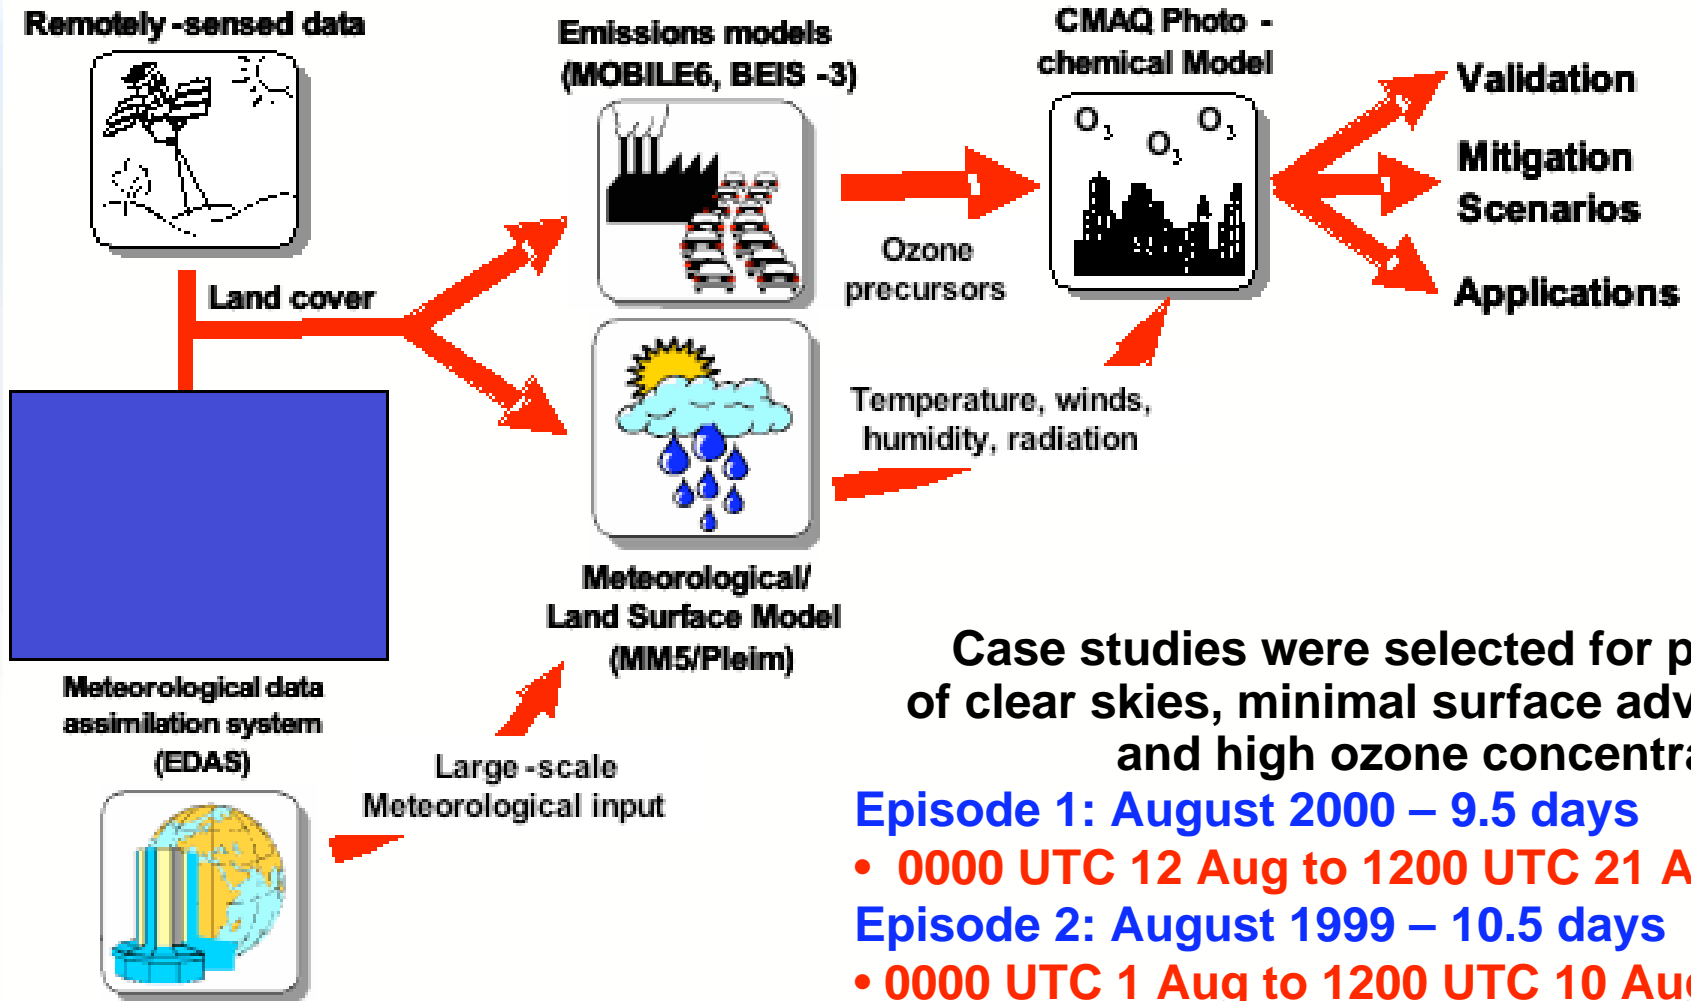 Remotely -sensed data
Emissions models
(MOBILE6, BEIS -3)
CMAQ Photo -
chemical Model
O3 O3 O3
Validation
Mitigation
Scenarios
Applications
Land cover
Ozone
precursors
Temperature, winds,
humidity, radiation
Meteorological/
Land Surface Model
(MM5/Pleim)
Meteorological data
assimilation system
(EDAS)
Large -scale
Meteorological input
Case studies were selected for
of clear skies, minimal surface
and high ozone
Episode 1: August 2000 – 9.5 days
• 0000 UTC 12 Aug to 1200 UTC 21
Episode 2: August 1999 – 10.5 days
• 0000 UTC 1 Aug to 1200 UTC 10 Aug